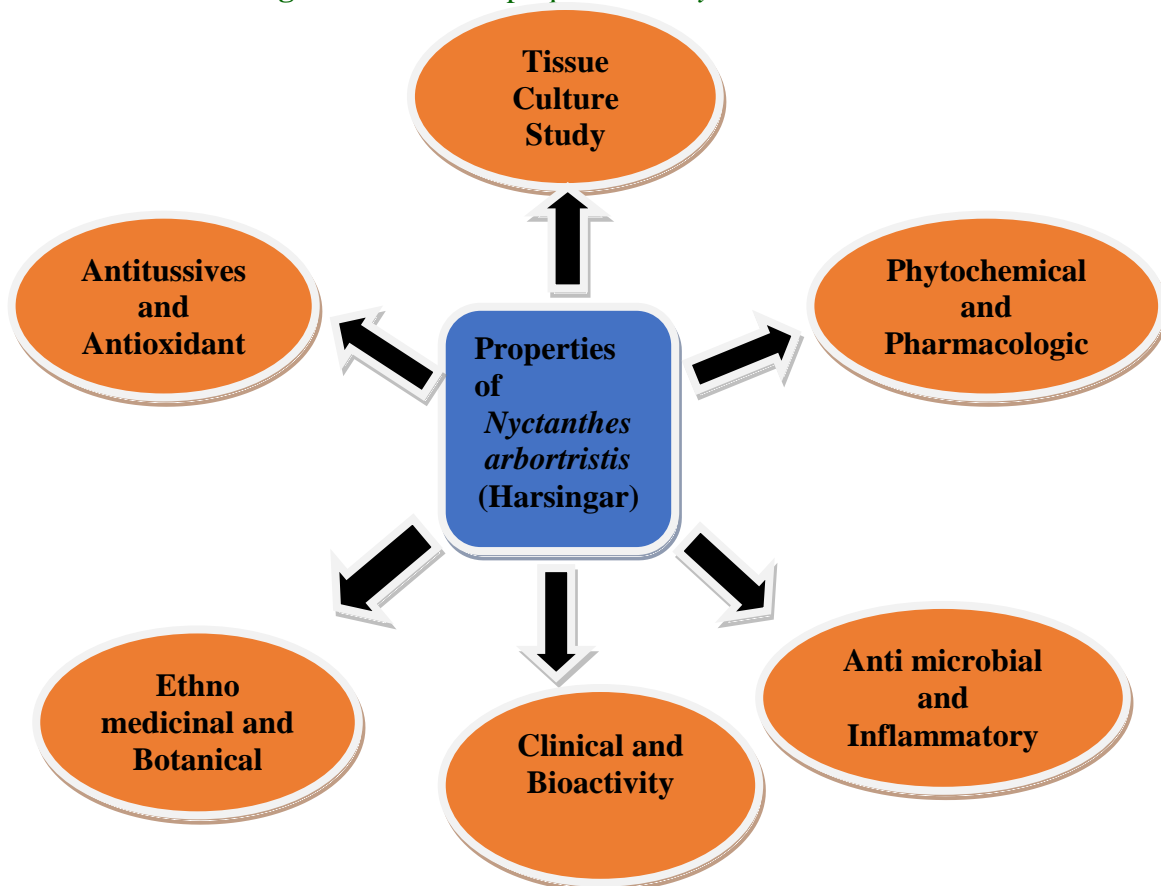 Tissue
Culture
Study
Antitussives
and
Antioxidant
Phytochemical
and
Pharmacologic
Properties
of
Nyctanthes
arbortristis
(Harsingar)
Ethno
medicinal and
Botanical
Clinical and
Bioactivity
Anti microbial
and
Inflammatory